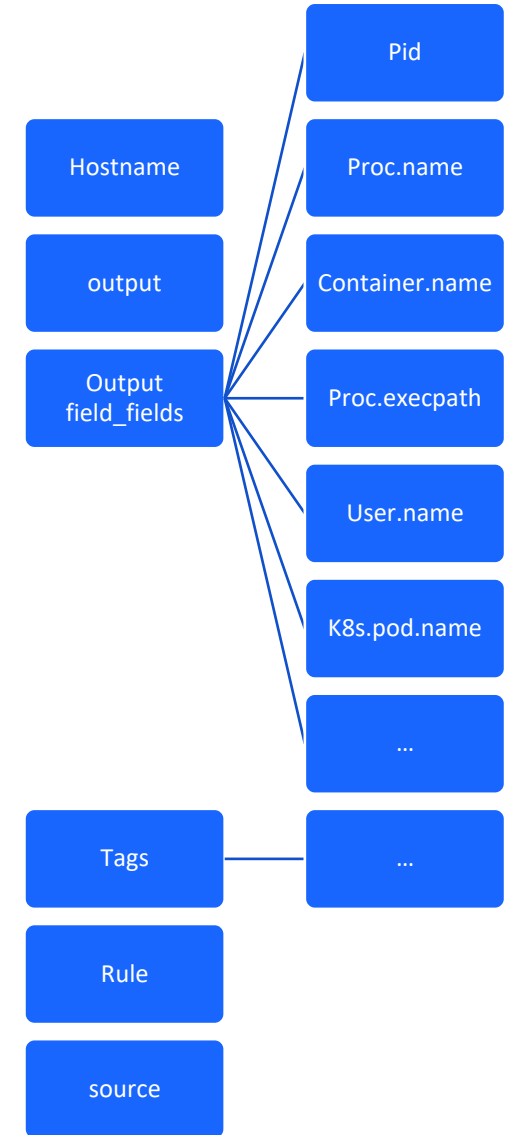 Pid
Hostname
Proc.name
output
Container.name
Output
field_fields
Proc.execpath
User.name
K8s.pod.name
...
Tags
...
Rule
source